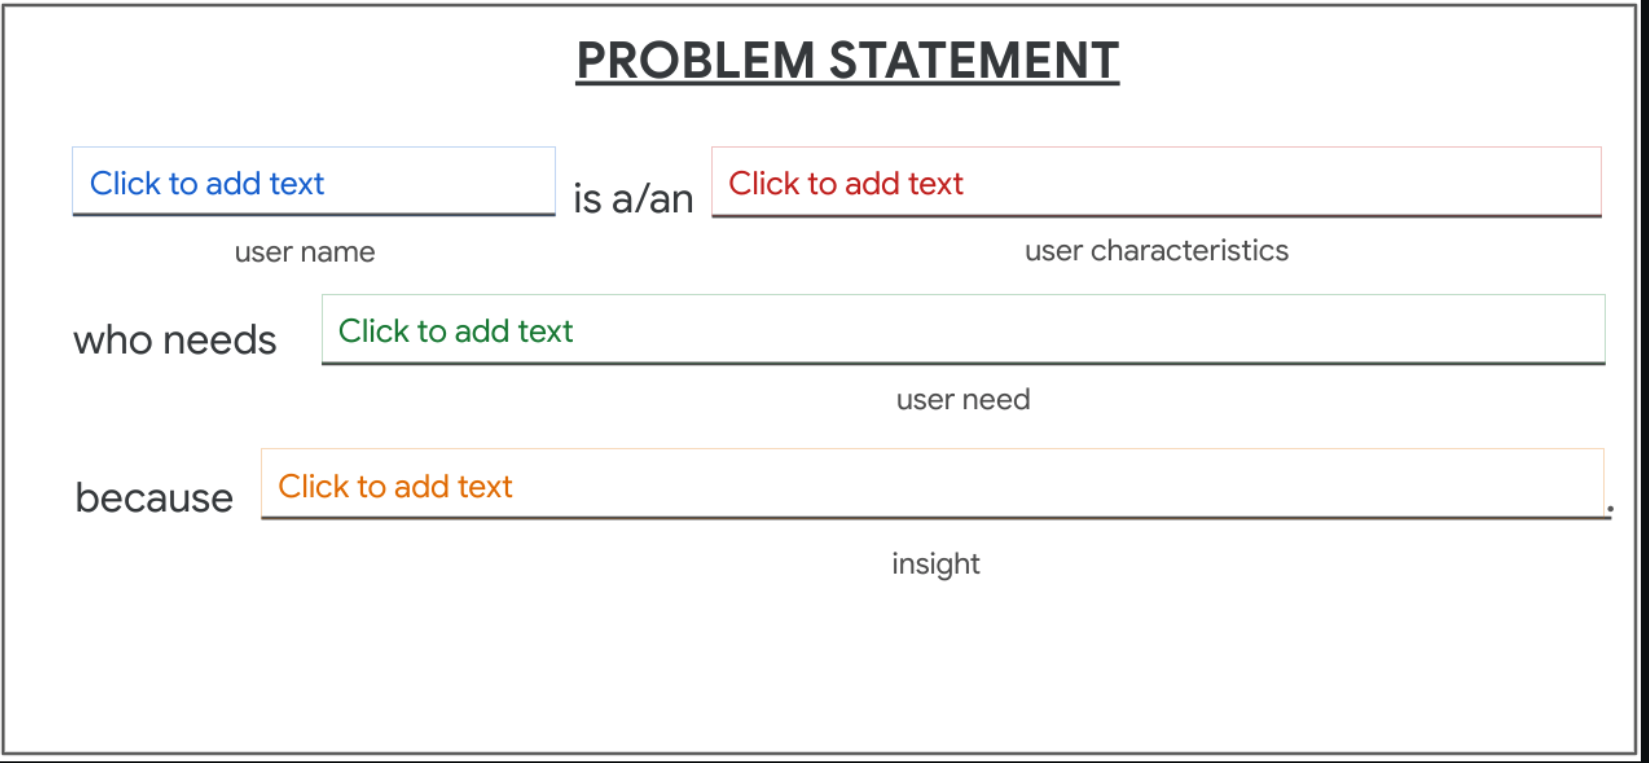 PROBLEM STATEMENT
Click to add text is a/an Click to add text
user name user characteristics
who needs Click to add text
user need
because Click to add text .
insight